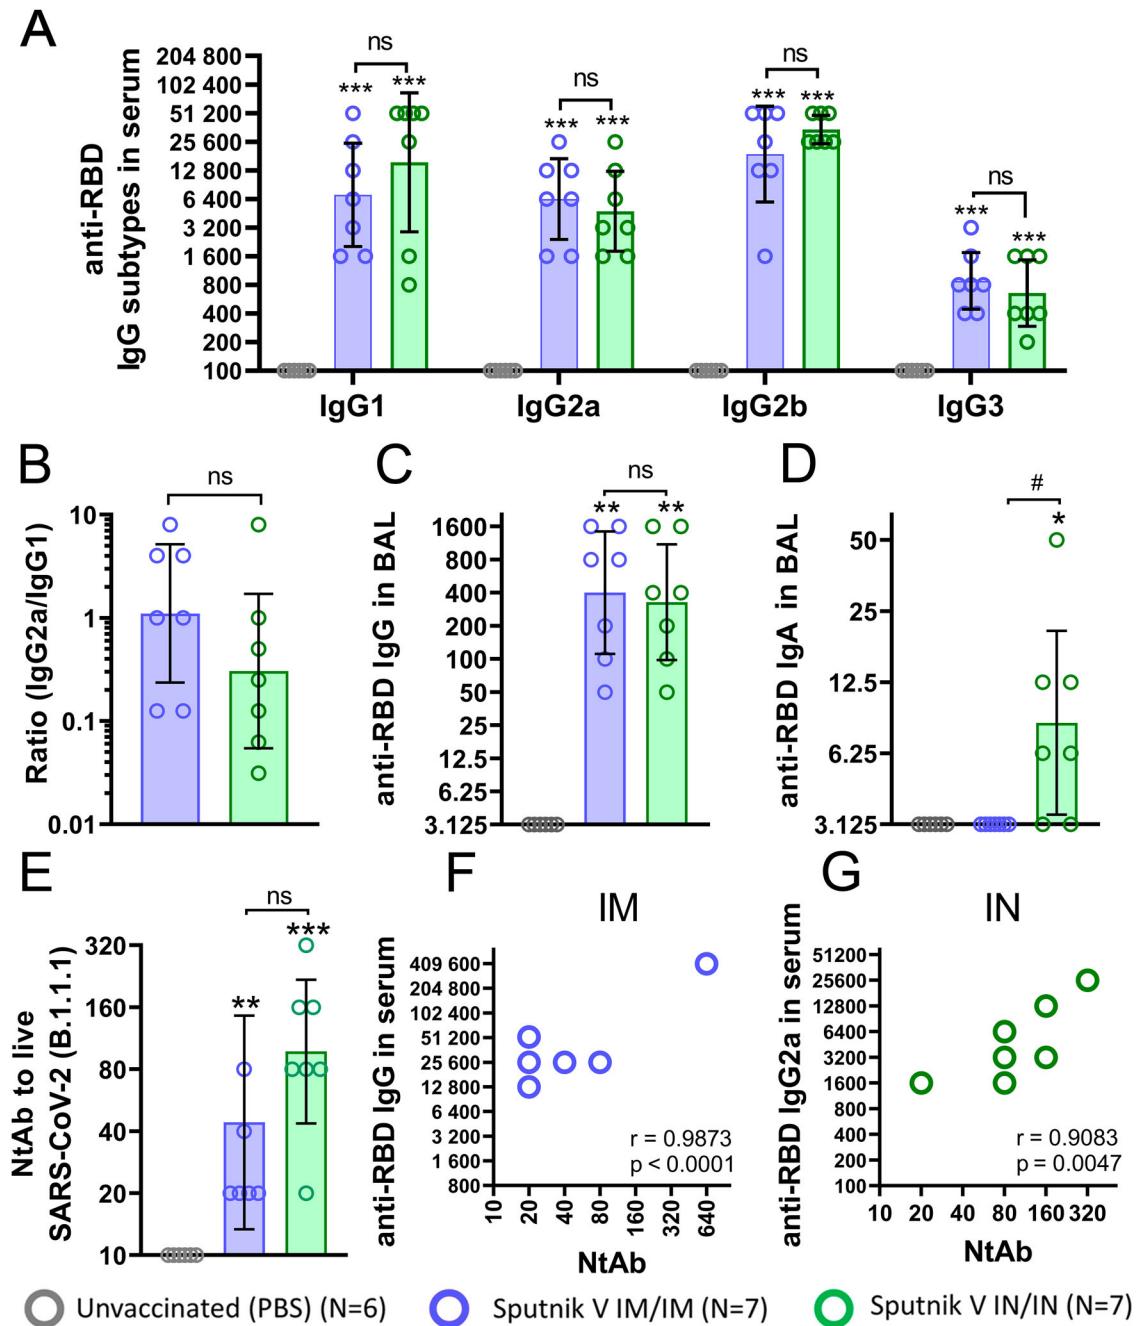 A
anti-RBD
IgG subtypes in serum
204 800
102 400
51 200
25 600
12 800
6 400
3 200
1 600
800
400
200
100
ns
*** ***
ns
*** ***
ns
*** ***
ns
***
***
IgG1 IgG2a IgG2b IgG3
B
Ratio (IgG2a/IgG1)
10
1
0.1
0.01
ns
C
anti-RBD IgG in BAL
1600
800
400
200
100
50
25
12.5
6.25
3.125
ns
** **
D
anti-RBD IgA in BAL
50
25
12.5
6.25
3.125
#
*
E
NtAb to live
SARS-CoV-2 (B.1.1.1)
320
160
80
40
20
10
ns
**
***
F
IM
anti-RBD IgG in serum
409 600
204 800
102 400
51 200
25 600
12 800
6 400
3 200
1 600
800
r = 0.9873
p < 0.0001
10 20 40 80 160 320 640
NtAb
G
IN
anti-RBD IgG2a in serum
51200
25600
12800
6400
3200
1600
800
400
200
100
r = 0.9083
p = 0.0047
10 20 40 80 160 320
NtAb
Unvaccinated (PBS) (N=6) Sputnik V IM/IM (N=7) Sputnik V IN/IN (N=7)